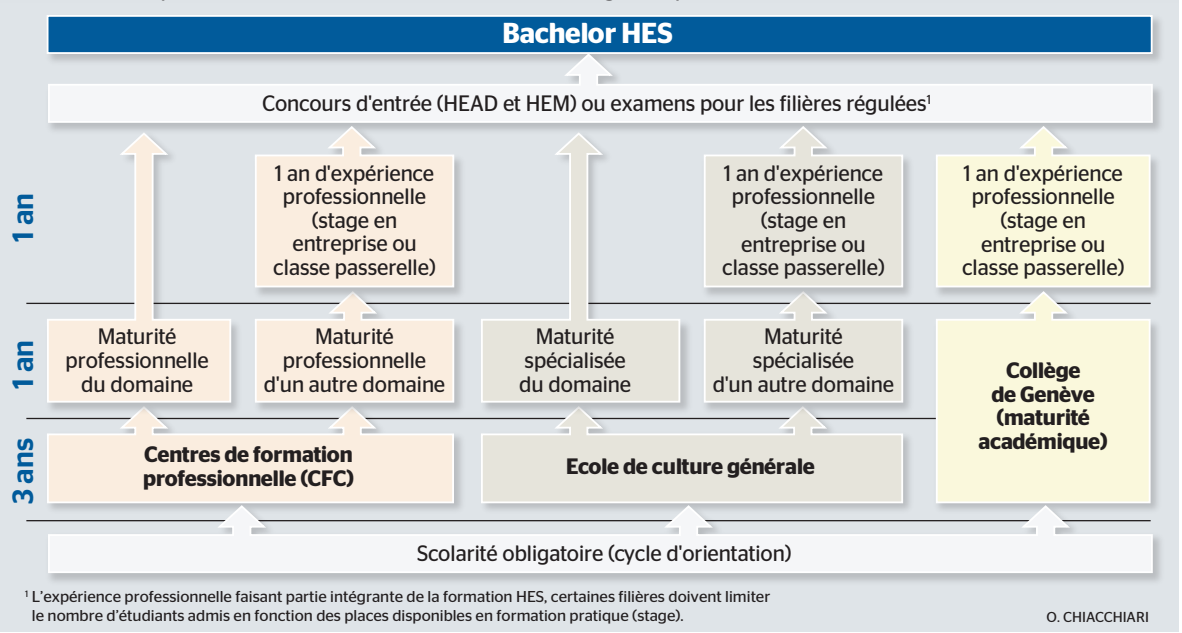 Bachelor HES
Concours d'entrée (HEAD et HEM) ou examens pour les filières régulées¹
1 an
1 an d'expérience
professionnelle
(stage en
entreprise ou
classe passerelle)
1 an d'expérience
professionnelle
(stage en
entreprise ou
classe passerelle)
1 an d'expérience
professionnelle
(stage en
entreprise ou
classe passerelle)
1 an
Maturité
professionnelle
du domaine
Maturité
professionnelle
d'un autre domaine
Maturité
spécialisée
du domaine
Maturité
spécialisée
d'un autre domaine
Collège
de Genève
(maturité
académique)
3 ans
Centres de formation
professionnelle (CFC)
Ecole de culture générale
Scolarité obligatoire (cycle d'orientation)
¹ L'expérience professionnelle faisant partie intégrante de la formation HES, certaines filières doivent limiter
le nombre d'étudiants admis en fonction des places disponibles en formation pratique (stage).
O. CHIACCHIARI